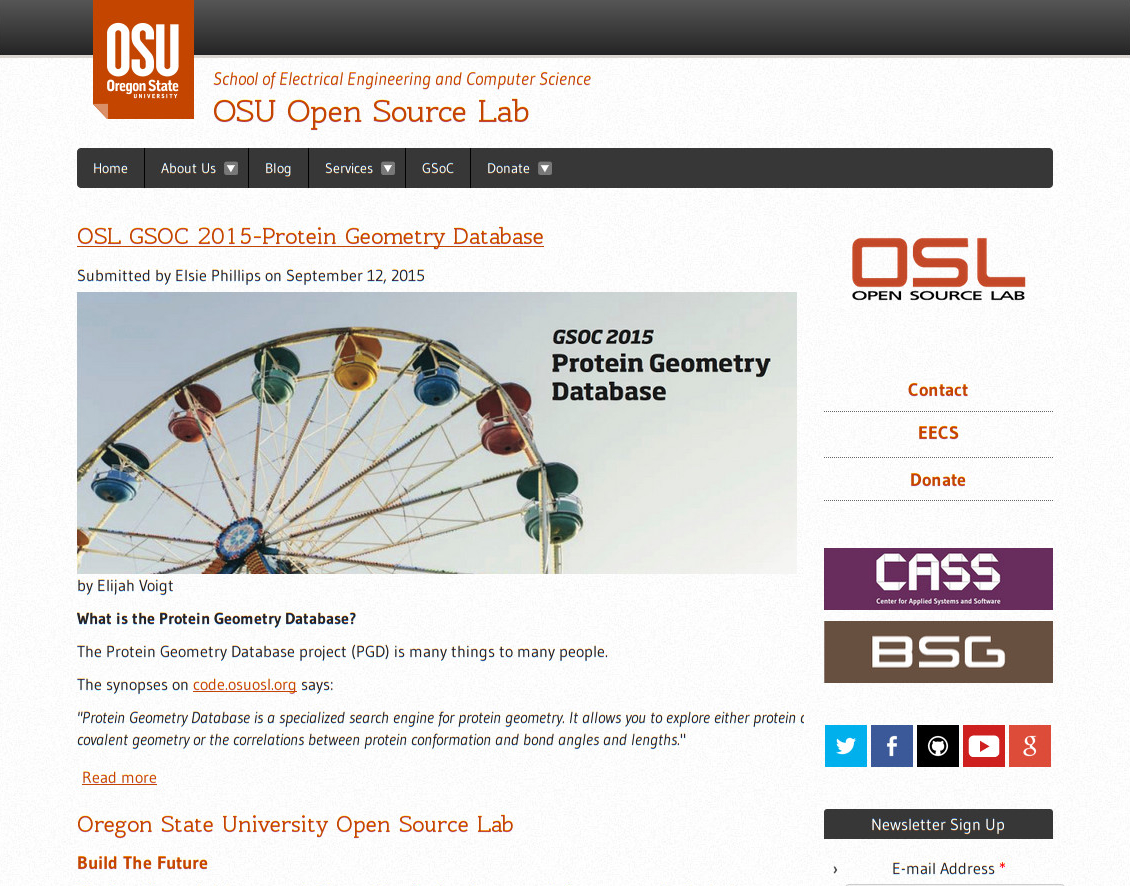 OSU
Oregon State
UNIVERSITY
School of Electrical Engineering and Computer Science
OSU Open Source Lab
Home
About Us
Blog
Services
GSoC
Donate
OSL GSOC 2015-Protein Geometry Database
Submitted by Elsie Phillips on September 12, 2015
GSOC 2015
Protein Geometry
Database
by Elijah Voigt
What is the Protein Geometry Database?
The Protein Geometry Database project (PGD) is many things to many people.
The synopses on code.osuosl.org says:
"Protein Geometry Database is a specialized search engine for protein geometry. It allows you to explore either protein
covalent geometry or the correlations between protein conformation and bond angles and lengths."
Read more
Oregon State University Open Source Lab
Build The Future
OSL
OPEN SOURCE LAB
Contact
EECS
Donate
CASS
Center for Applied Systems and Software
BSG
Newsletter Sign Up
› E-mail Address *